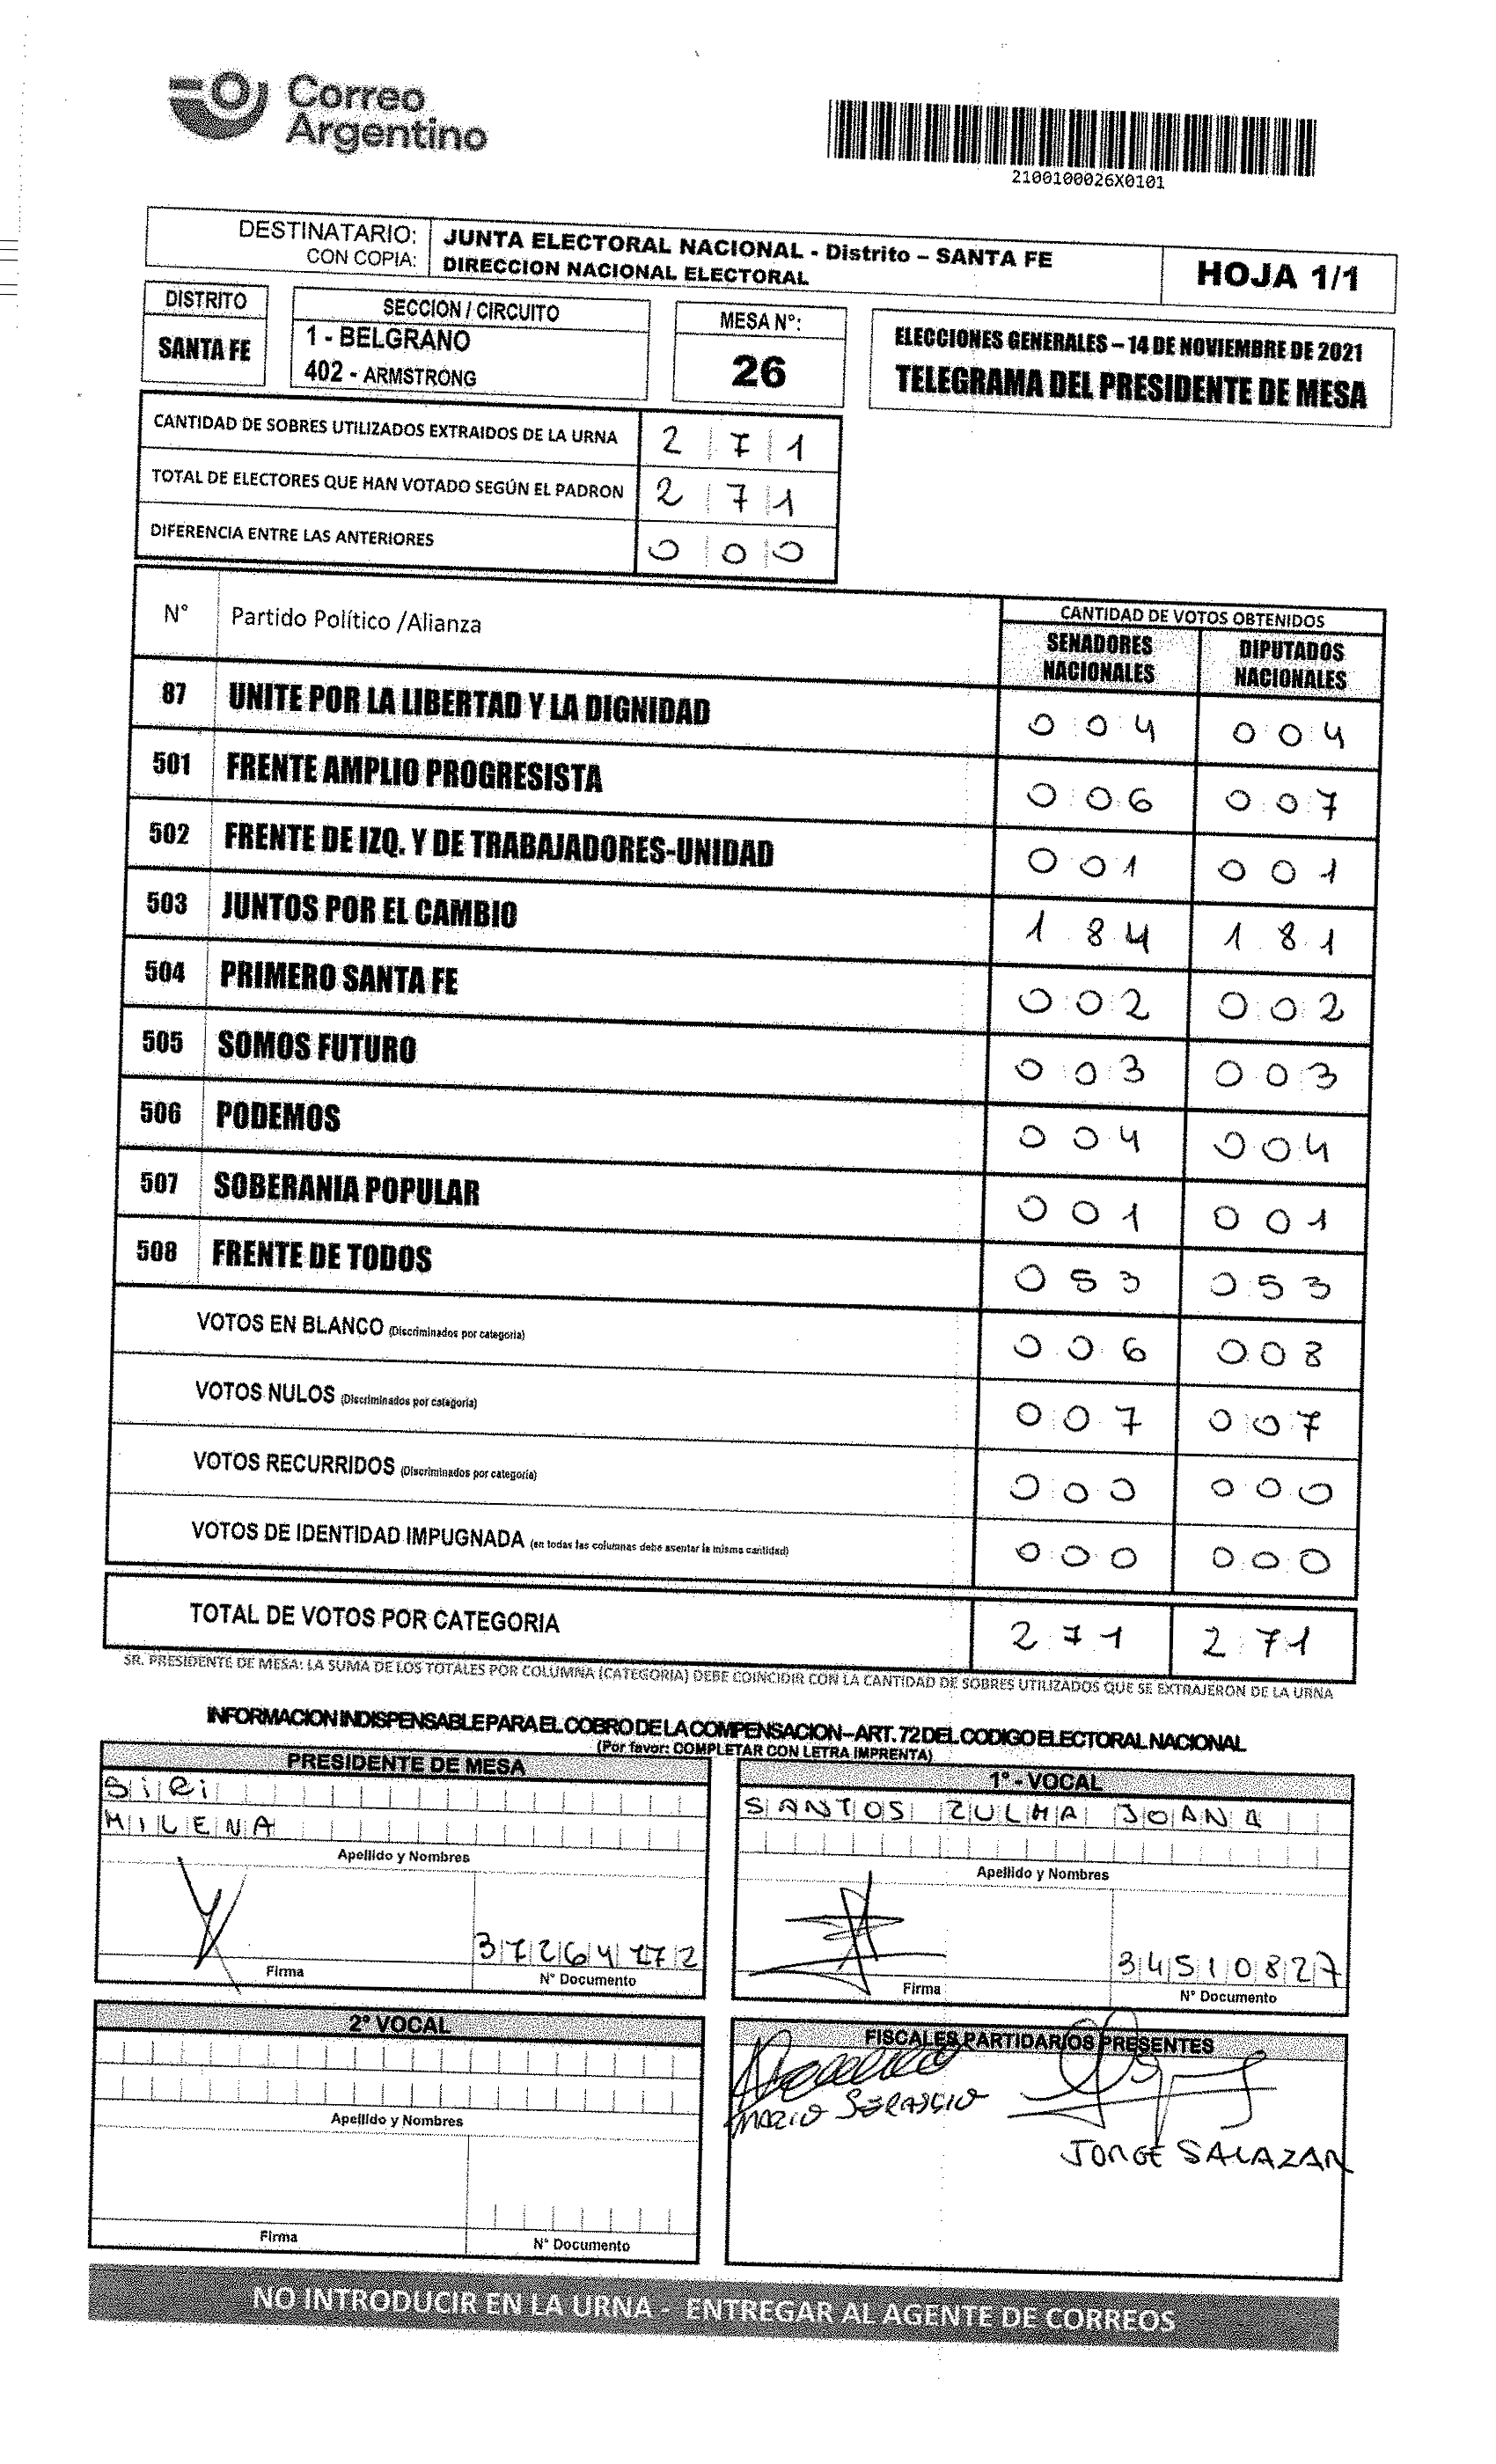 Correo
Argentino
2100100026X0101
DESTINATARIO: JUNTA ELECTORAL NACIONAL - Distrito – SANTA FE
CON COPIA: DIRECCION NACIONAL ELECTORAL
HOJA 1/1
DISTRITO
SANTA FE
SECCION / CIRCUITO
1 - BELGRANO
402 - ARMSTRONG
MESA N°:
26
ELECCIONES GENERALES – 14 DE NOVIEMBRE DE 2021
TELEGRAMA DEL PRESIDENTE DE MESA
CANTIDAD DE SOBRES UTILIZADOS EXTRAIDOS DE LA URNA 2 7 1
TOTAL DE ELECTORES QUE HAN VOTADO SEGÚN EL PADRON 2 7 1
DIFERENCIA ENTRE LAS ANTERIORES 0 0 0
N° Partido Político /Alianza
CANTIDAD DE VOTOS OBTENIDOS
SENADORES NACIONALES
DIPUTADOS NACIONALES
87 UNITE POR LA LIBERTAD Y LA DIGNIDAD 0 0 4 0 0 4
501 FRENTE AMPLIO PROGRESISTA 0 0 6 0 0 7
502 FRENTE DE IZQ. Y DE TRABAJADORES-UNIDAD 0 0 1 0 0 1
503 JUNTOS POR EL CAMBIO 1 8 4 1 8 1
504 PRIMERO SANTA FE 0 0 2 0 0 2
505 SOMOS FUTURO 0 0 3 0 0 3
506 PODEMOS 0 0 4 0 0 4
507 SOBERANIA POPULAR 0 0 1 0 0 1
508 FRENTE DE TODOS 0 5 3 0 5 3
VOTOS EN BLANCO (Discriminados por categoría) 0 0 6 0 0 8
VOTOS NULOS (Discriminados por categoría) 0 0 7 0 0 7
VOTOS RECURRIDOS (Discriminados por categoría) 0 0 0 0 0 0
VOTOS DE IDENTIDAD IMPUGNADA (en todas las columnas debe asentar la misma cantidad) 0 0 0 0 0 0
TOTAL DE VOTOS POR CATEGORIA 2 7 1 2 7 1
SR. PRESIDENTE DE MESA: LA SUMA DE LOS TOTALES POR COLUMNA (CATEGORIA) DEBE COINCIDIR CON LA CANTIDAD DE SOBRES UTILIZADOS QUE SE EXTRAJERON DE LA URNA
INFORMACION INDISPENSABLE PARA EL COBRO DE LA COMPENSACION – ART. 72 DEL CODIGO ELECTORAL NACIONAL
(Por favor: COMPLETAR CON LETRA IMPRENTA)
PRESIDENTE DE MESA
SiRi
MILENA
Apellido y Nombres
37264772
Firma
N° Documento
1° - VOCAL
SANTOS ZULMA JOANA
Apellido y Nombres
34510827
Firma
N° Documento
2° VOCAL
Apellido y Nombres
Firma
N° Documento
FISCALES PARTIDARIOS PRESENTES
MARIO
JORGE SALAZAR
NO INTRODUCIR EN LA URNA - ENTREGAR AL AGENTE DE CORREOS